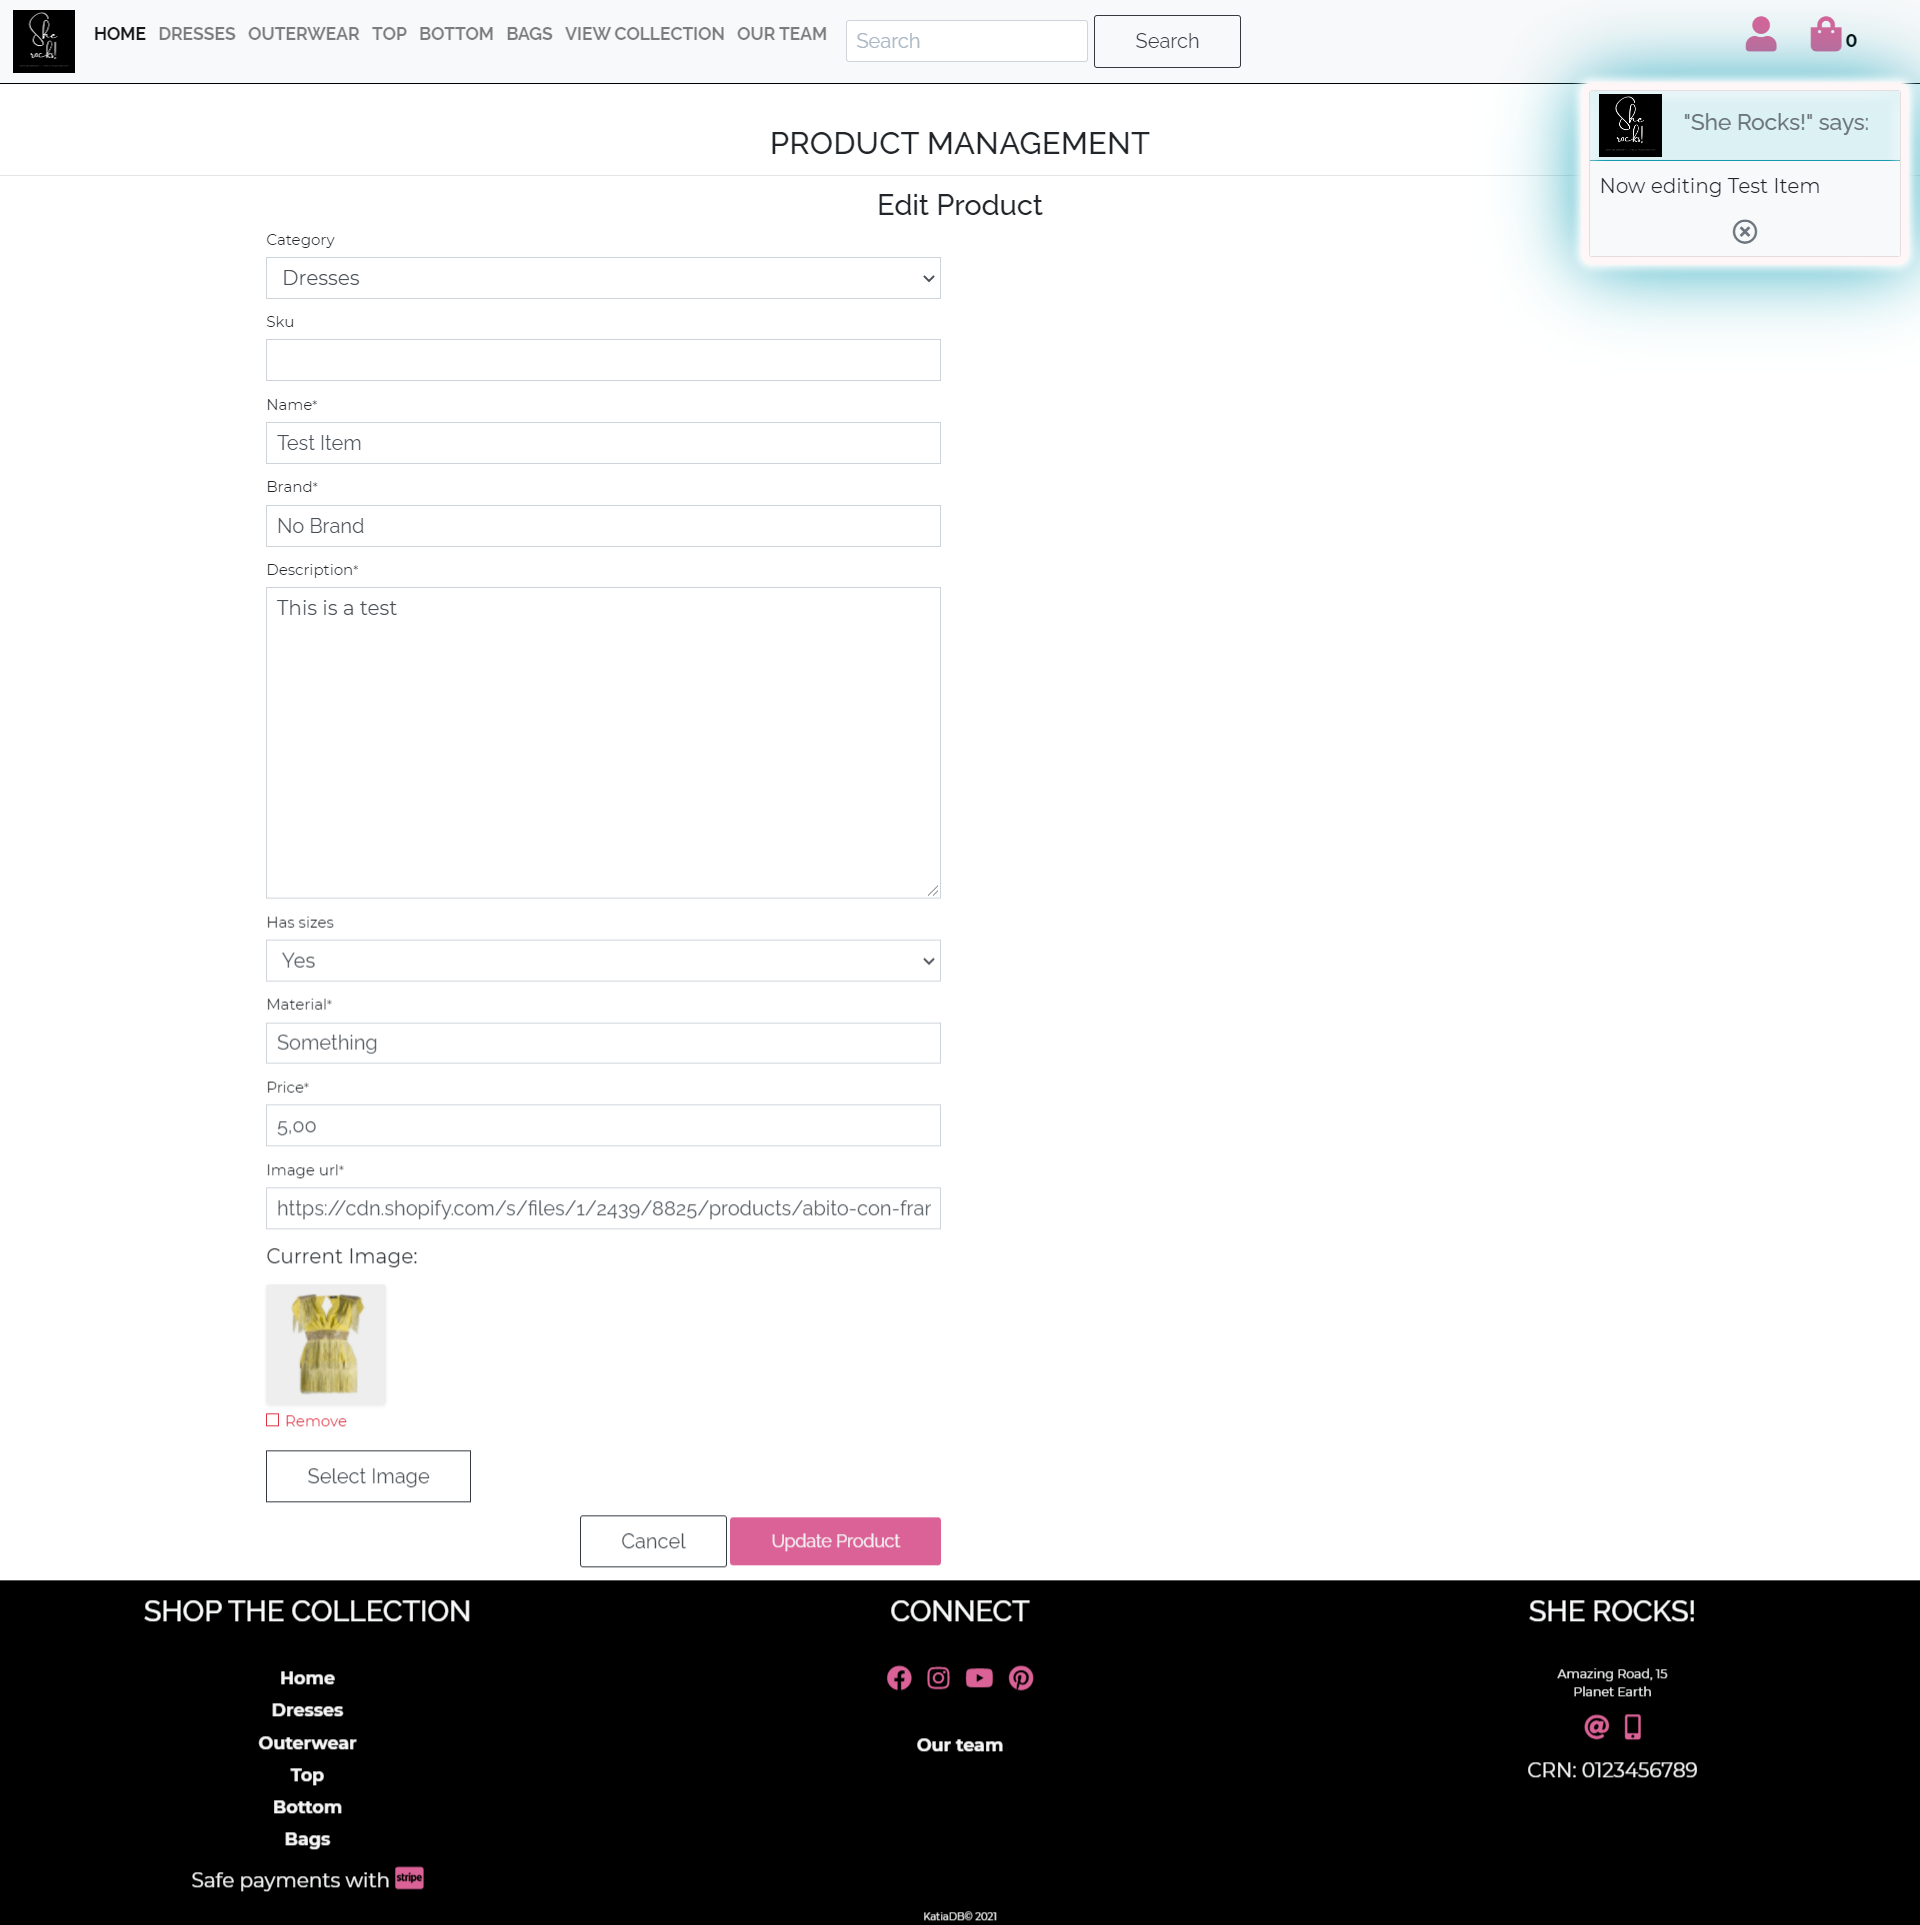 She rocks!
HOME DRESSES OUTERWEAR TOP BOTTOM BAGS VIEW COLLECTION OUR TEAM Search Search 0
She rocks! "She Rocks!" says:
Now editing Test Item
PRODUCT MANAGEMENT
Edit Product
Category
Dresses
Sku
Name*
Test Item
Brand*
No Brand
Description*
This is a test
Has sizes
Yes
Material*
Something
Price*
5,00
Image url*
https://cdn.shopify.com/s/files/1/2439/8825/products/abito-con-frar
Current Image:
Remove
Select Image
Cancel Update Product
SHOP THE COLLECTION
Home
Dresses
Outerwear
Top
Bottom
Bags
Safe payments with stripe
CONNECT
Our team
SHE ROCKS!
Amazing Road, 15
Planet Earth
CRN: 0123456789
KatiaDB© 2021